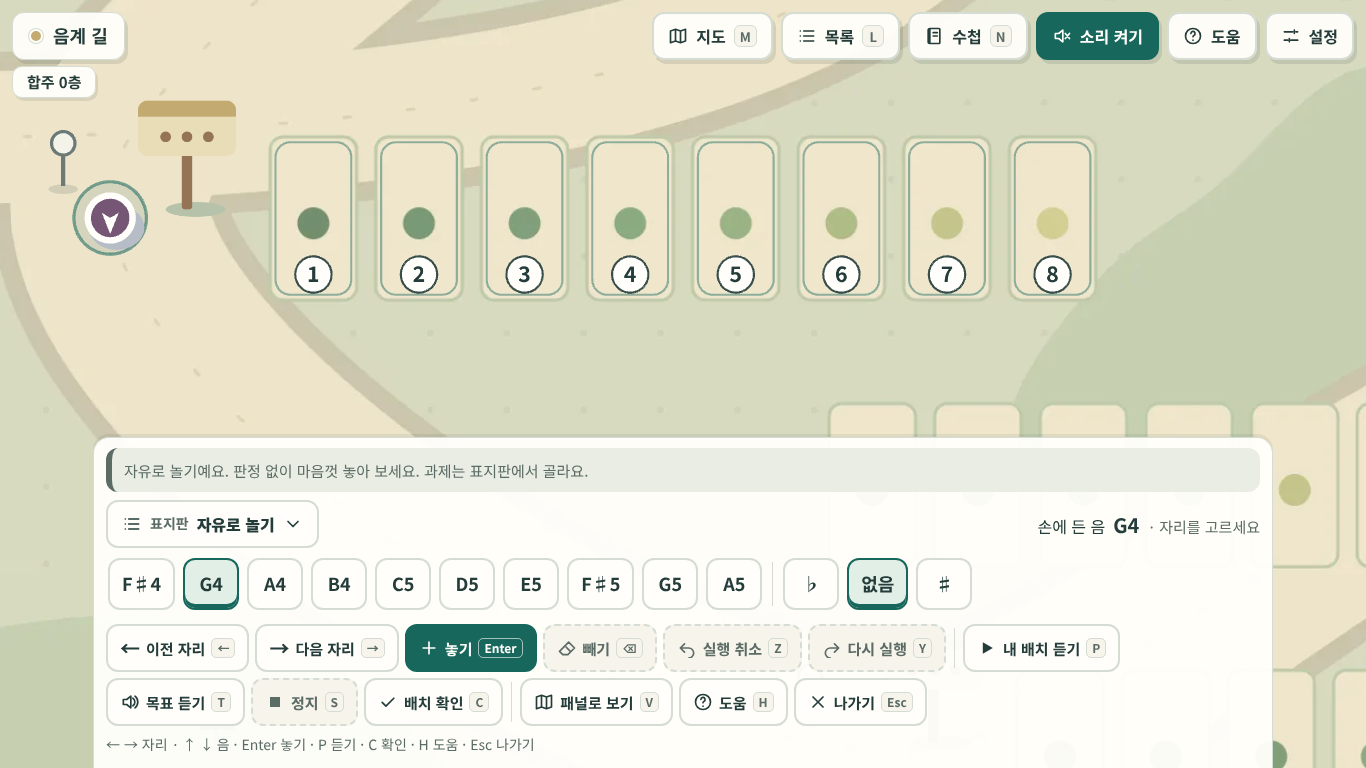 음계 길
지도 M
목록 L
수첩 N
소리 켜기
도움
설정
합주 0층
1 2 3 4 5 6 7 8
자유로 놀기예요. 판정 없이 마음껏 놓아 보세요. 과제는 표지판에서 골라요.
표지판 자유로 놀기
손에 든 음 G4 · 자리를 고르세요
F♯4 G4 A4 B4 C5 D5 E5 F♯5 G5 A5 ♭ 없음 ♯
← 이전 자리 ← → 다음 자리 → + 놓기 Enter 빼기 ⌫ 실행 취소 Z 다시 실행 Y 내 배치 듣기 P
목표 듣기 T 정지 S 배치 확인 C 패널로 보기 V 도움 H 나가기 Esc
← → 자리 · ↑ ↓ 음 · Enter 놓기 · P 듣기 · C 확인 · H 도움 · Esc 나가기